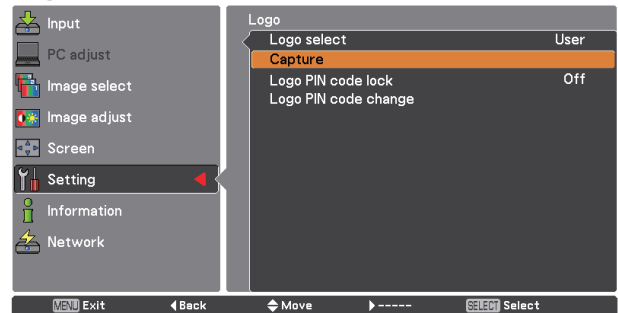 Input
PC adjust
Image select
Image adjust
Screen
Setting
Information
Network
Logo
Logo select User
Capture
Logo PIN code lock Off
Logo PIN code change
MENU Exit Back Move ----- SELECT Select